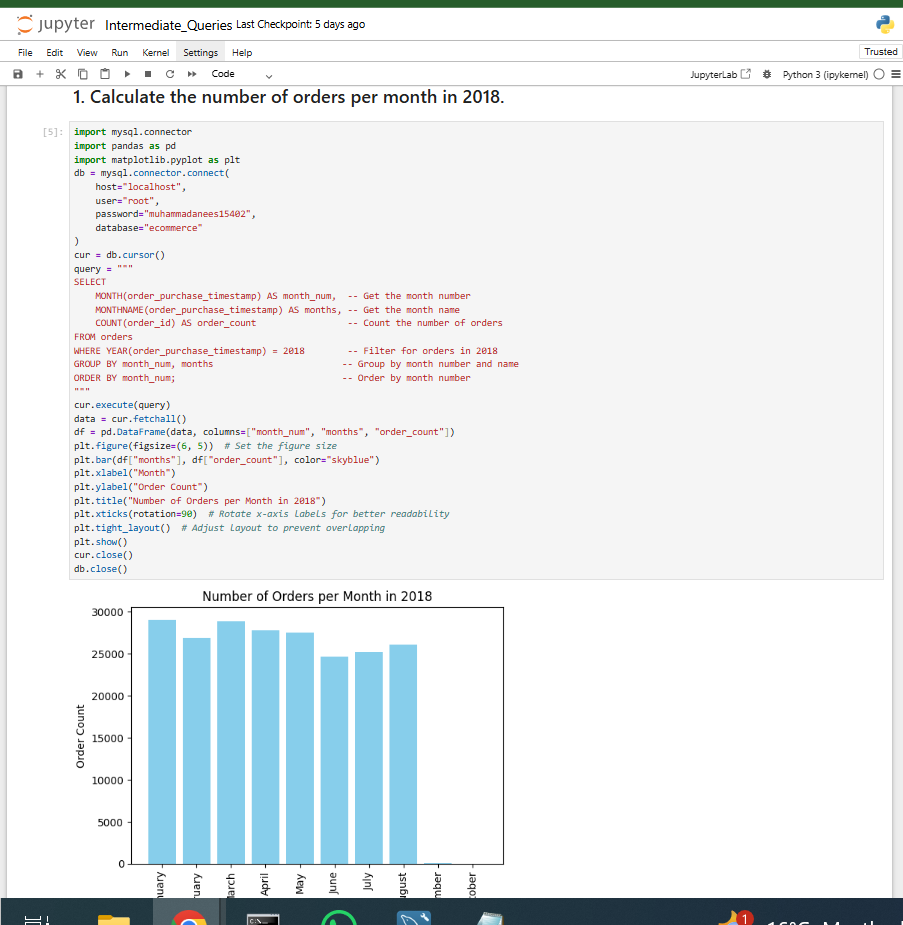 jupyter Intermediate_Queries Last Checkpoint: 5 days ago
File Edit View Run Kernel Settings Help
Trusted
Code
JupyterLab
Python 3 (ipykernel)
1. Calculate the number of orders per month in 2018.
[5]:
import mysql.connector
import pandas as pd
import matplotlib.pyplot as plt
db = mysql.connector.connect(
    host="localhost",
    user="root",
    password="muhammadanees15402",
    database="ecommerce"
)
cur = db.cursor()
query = """
SELECT
    MONTH(order_purchase_timestamp) AS month_num,  -- Get the month number
    MONTHNAME(order_purchase_timestamp) AS months, -- Get the month name
    COUNT(order_id) AS order_count                 -- Count the number of orders
FROM orders
WHERE YEAR(order_purchase_timestamp) = 2018        -- Filter for orders in 2018
GROUP BY month_num, months                        -- Group by month number and name
ORDER BY month_num;                               -- Order by month number
"""
cur.execute(query)
data = cur.fetchall()
df = pd.DataFrame(data, columns=["month_num", "months", "order_count"])
plt.figure(figsize=(6, 5))  # Set the figure size
plt.bar(df["months"], df["order_count"], color="skyblue")
plt.xlabel("Month")
plt.ylabel("Order Count")
plt.title("Number of Orders per Month in 2018")
plt.xticks(rotation=90)  # Rotate x-axis labels for better readability
plt.tight_layout()  # Adjust layout to prevent overlapping
plt.show()
cur.close()
db.close()
Number of Orders per Month in 2018
30000
25000
20000
15000
10000
5000
0
Order Count
uary
ruary
arch
April
May
June
July
gust
mber
ober
1